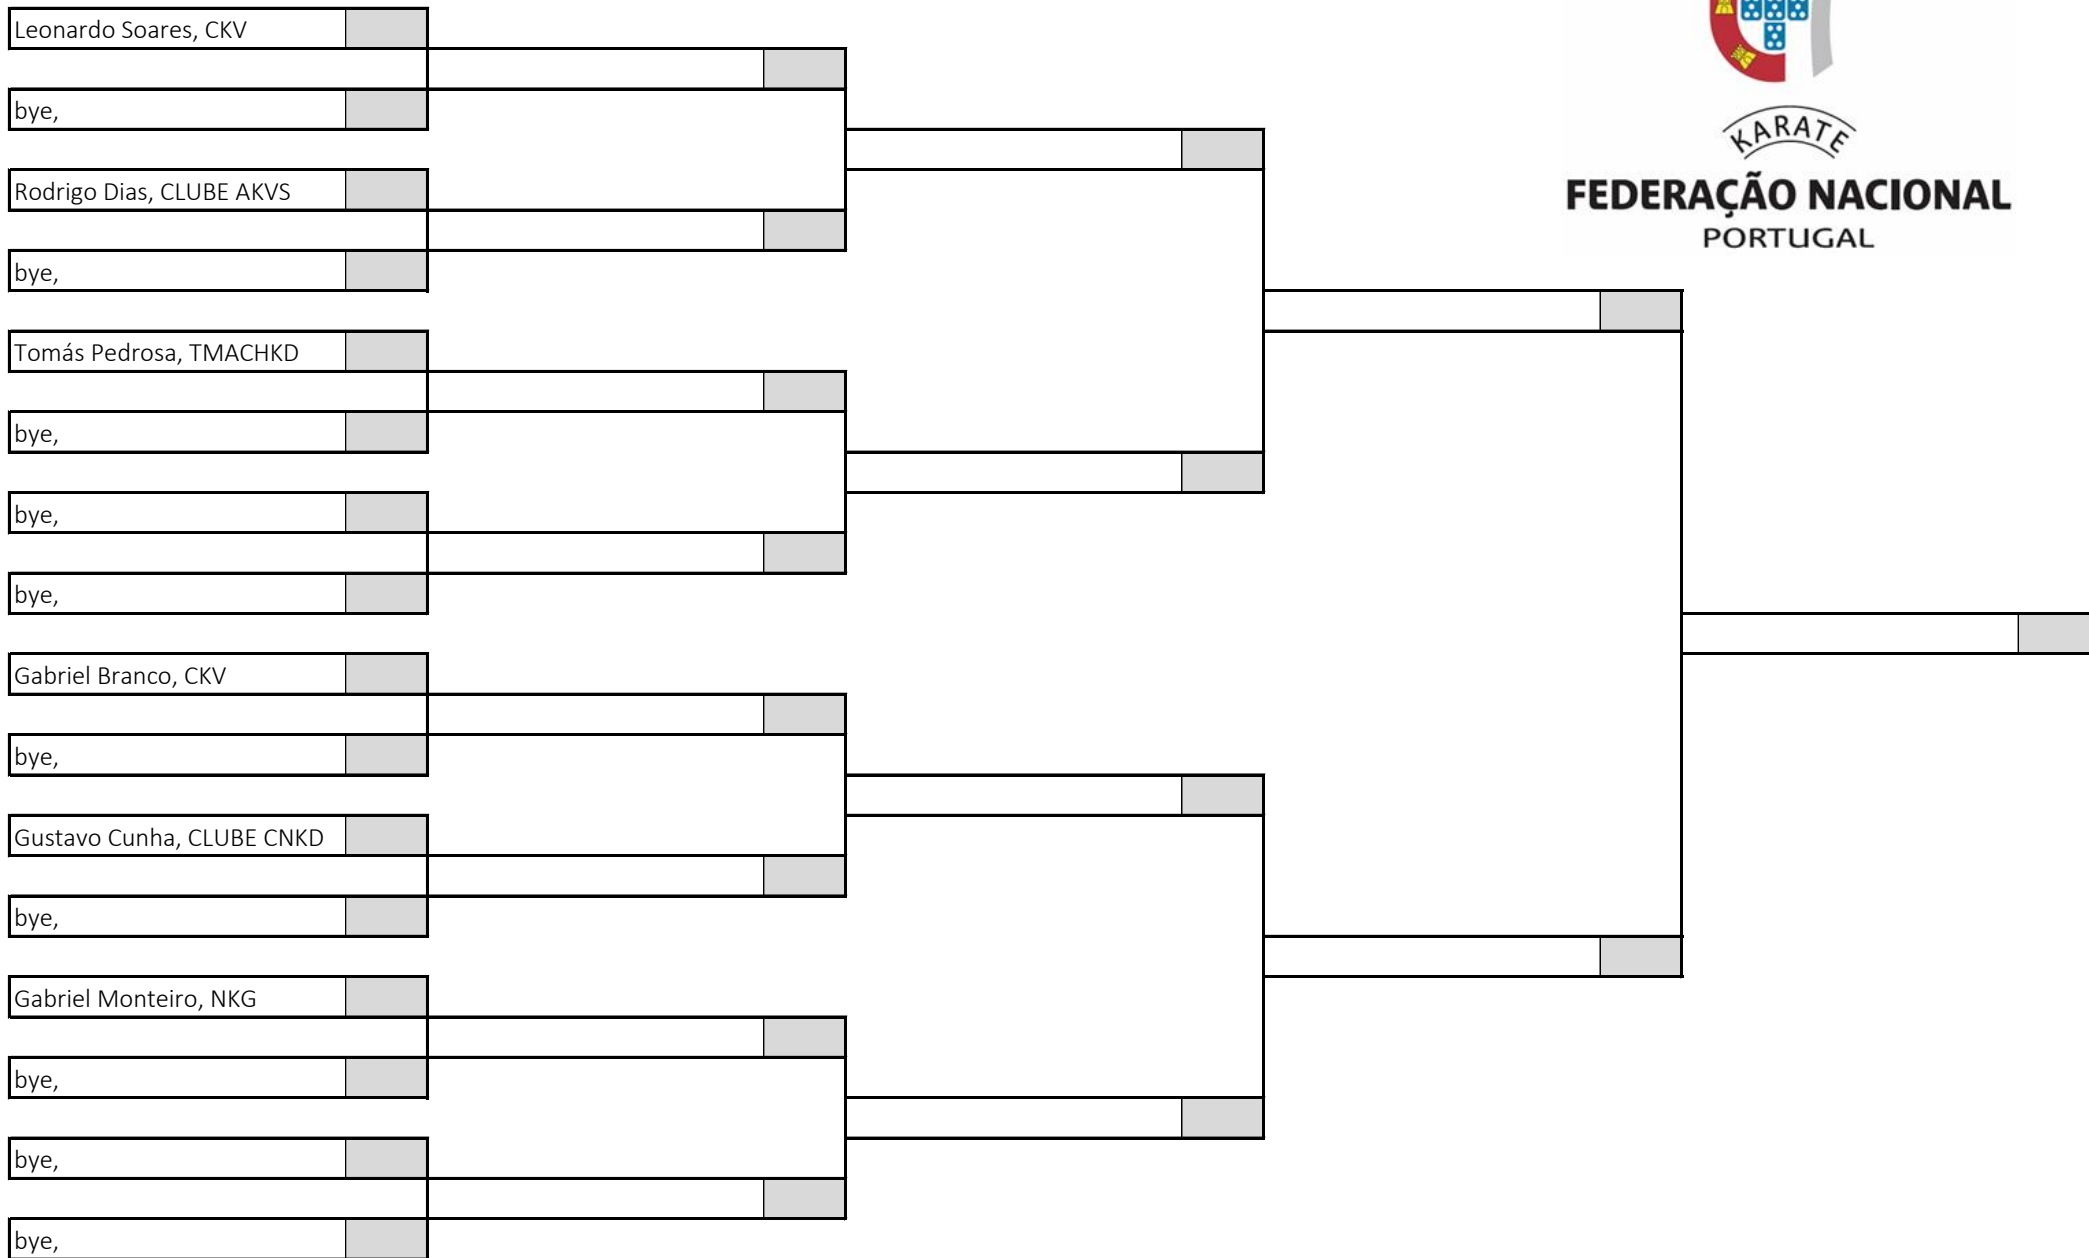 Leonardo Soares, CKV
bye,
Rodrigo Dias, CLUBE AKVS
bye,
Tomás Pedrosa, TMACHKD
bye,
bye,
bye,
Gabriel Branco, CKV
bye,
Gustavo Cunha, CLUBE CNKD
bye,
Gabriel Monteiro, NKG
bye,
bye,
bye,
KARATE
FEDERAÇÃO NACIONAL
PORTUGAL